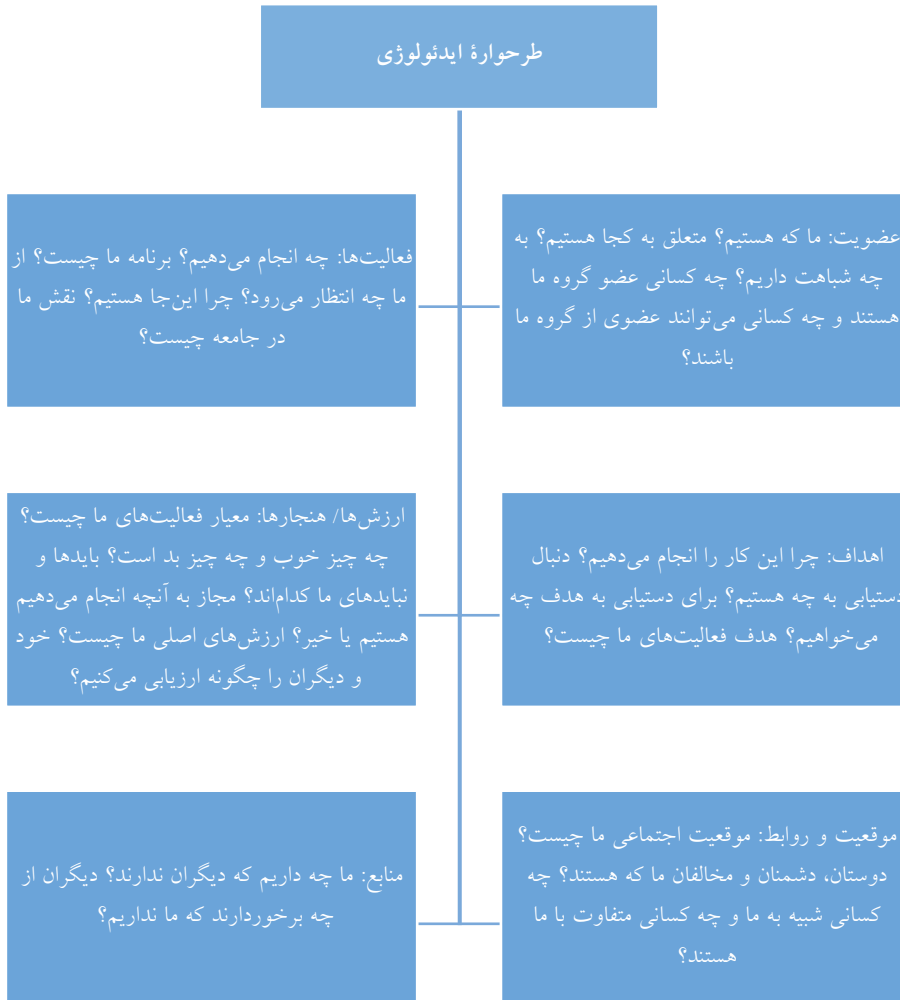 طرحوارهٔ ایدئولوژی
عضویت: ما که هستیم؟ متعلق به کجا هستیم؟ به
چه شباهت داریم؟ چه کسانی عضو گروه ما
هستند و چه کسانی می‌توانند عضوی از گروه ما
باشند؟
فعالیت‌ها: چه انجام می‌دهیم؟ برنامه ما چیست؟ از
ما چه انتظار می‌رود؟ چرا این‌جا هستیم؟ نقش ما
در جامعه چیست؟
اهداف: چرا این کار را انجام می‌دهیم؟ دنبال
دستیابی به چه هستیم؟ برای دستیابی به هدف چه
می‌خواهیم؟ هدف فعالیت‌های ما چیست؟
ارزش‌ها/ هنجارها: معیار فعالیت‌های ما چیست؟
چه چیز خوب و چه چیز بد است؟ بایدها و
نبایدهای ما کدام‌اند؟ مجاز به آنچه انجام می‌دهیم
هستیم یا خیر؟ ارزش‌های اصلی ما چیست؟ خود
و دیگران را چگونه ارزیابی می‌کنیم؟
موقعیت و روابط: موقعیت اجتماعی ما چیست؟
دوستان، دشمنان و مخالفان ما که هستند؟ چه
کسانی شبیه به ما و چه کسانی متفاوت با ما
هستند؟
منابع: ما چه داریم که دیگران ندارند؟ دیگران از
چه برخوردارند که ما نداریم؟